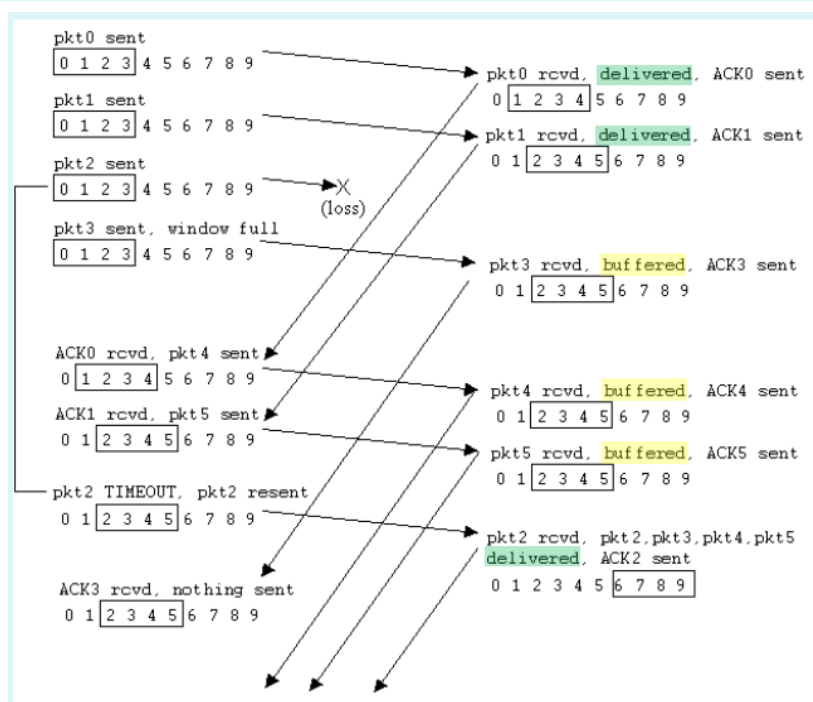 pkt0 sent
0 1 2 3 4 5 6 7 8 9
pkt1 sent
0 1 2 3 4 5 6 7 8 9
pkt2 sent
0 1 2 3 4 5 6 7 8 9
X
(loss)
pkt3 sent, window full
0 1 2 3 4 5 6 7 8 9
ACK0 rcvd, pkt4 sent
0 1 2 3 4 5 6 7 8 9
ACK1 rcvd, pkt5 sent
0 1 2 3 4 5 6 7 8 9
pkt2 TIMEOUT, pkt2 resent
0 1 2 3 4 5 6 7 8 9
ACK3 rcvd, nothing sent
0 1 2 3 4 5 6 7 8 9
pkt0 rcvd, delivered, ACK0 sent
0 1 2 3 4 5 6 7 8 9
pkt1 rcvd, delivered, ACK1 sent
0 1 2 3 4 5 6 7 8 9
pkt3 rcvd, buffered, ACK3 sent
0 1 2 3 4 5 6 7 8 9
pkt4 rcvd, buffered, ACK4 sent
0 1 2 3 4 5 6 7 8 9
pkt5 rcvd, buffered, ACK5 sent
0 1 2 3 4 5 6 7 8 9
pkt2 rcvd, pkt2,pkt3,pkt4,pkt5
delivered, ACK2 sent
0 1 2 3 4 5 6 7 8 9